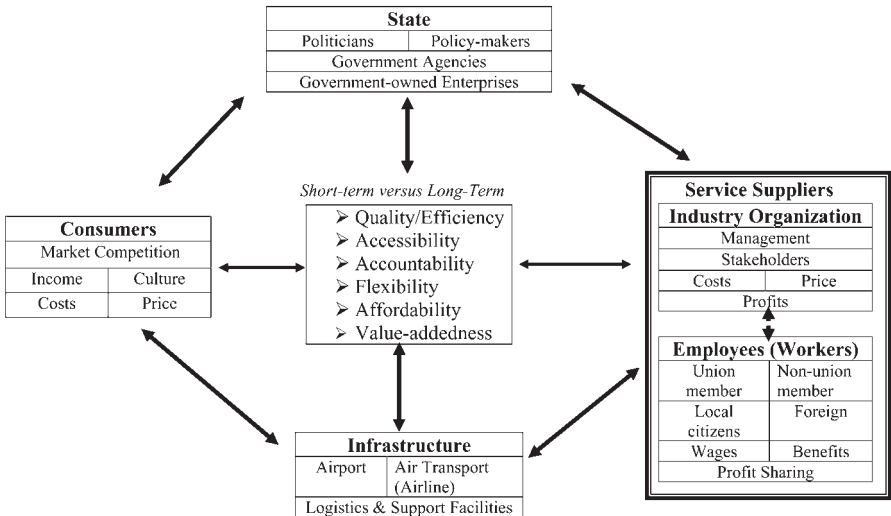 State
Politicians Policy-makers
Government Agencies
Government-owned Enterprises
Short-term versus Long-Term
➢ Quality/Efficiency
➢ Accessibility
➢ Accountability
➢ Flexibility
➢ Affordability
➢ Value-addedness
Consumers
Market Competition
Income Culture
Costs Price
Service Suppliers
Industry Organization
Management
Stakeholders
Costs Price
Profits
Employees (Workers)
Union Non-union
member member
Local Foreign
citizens
Wages Benefits
Profit Sharing
Infrastructure
Airport Air Transport
(Airline)
Logistics & Support Facilities